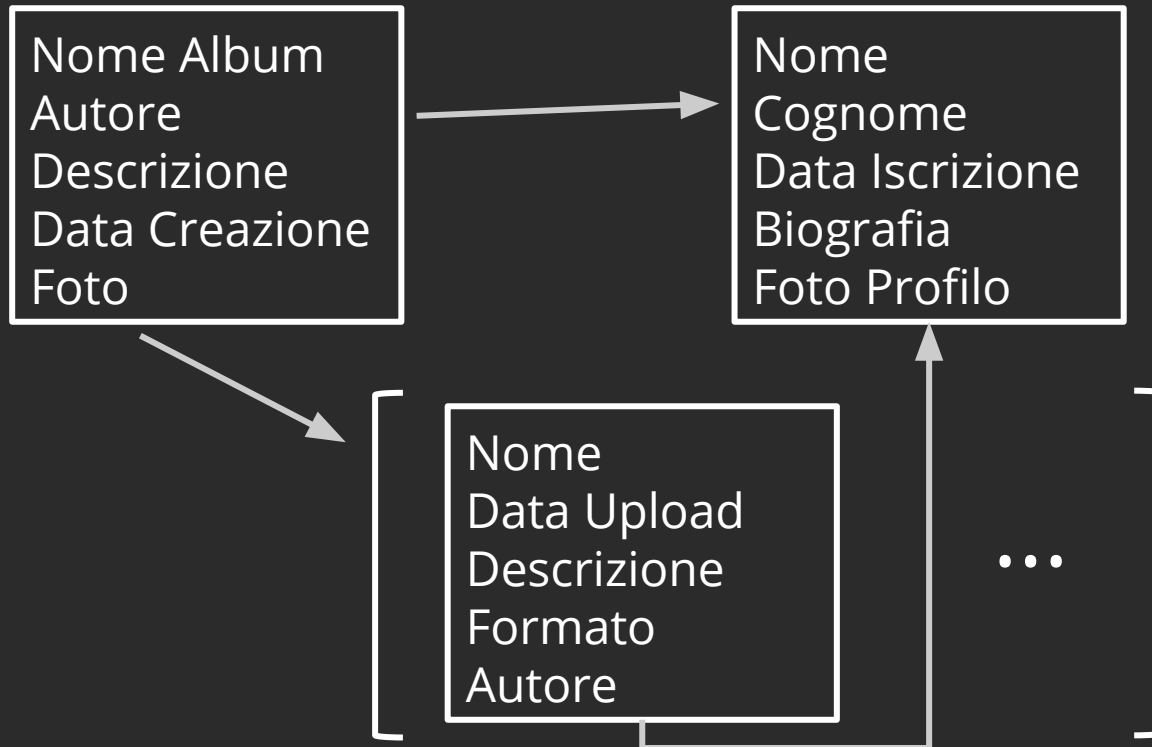 Nome Album
Autore
Descrizione
Data Creazione
Foto
Nome
Cognome
Data Iscrizione
Biografia
Foto Profilo
Nome
Data Upload
Descrizione
Formato
Autore
...